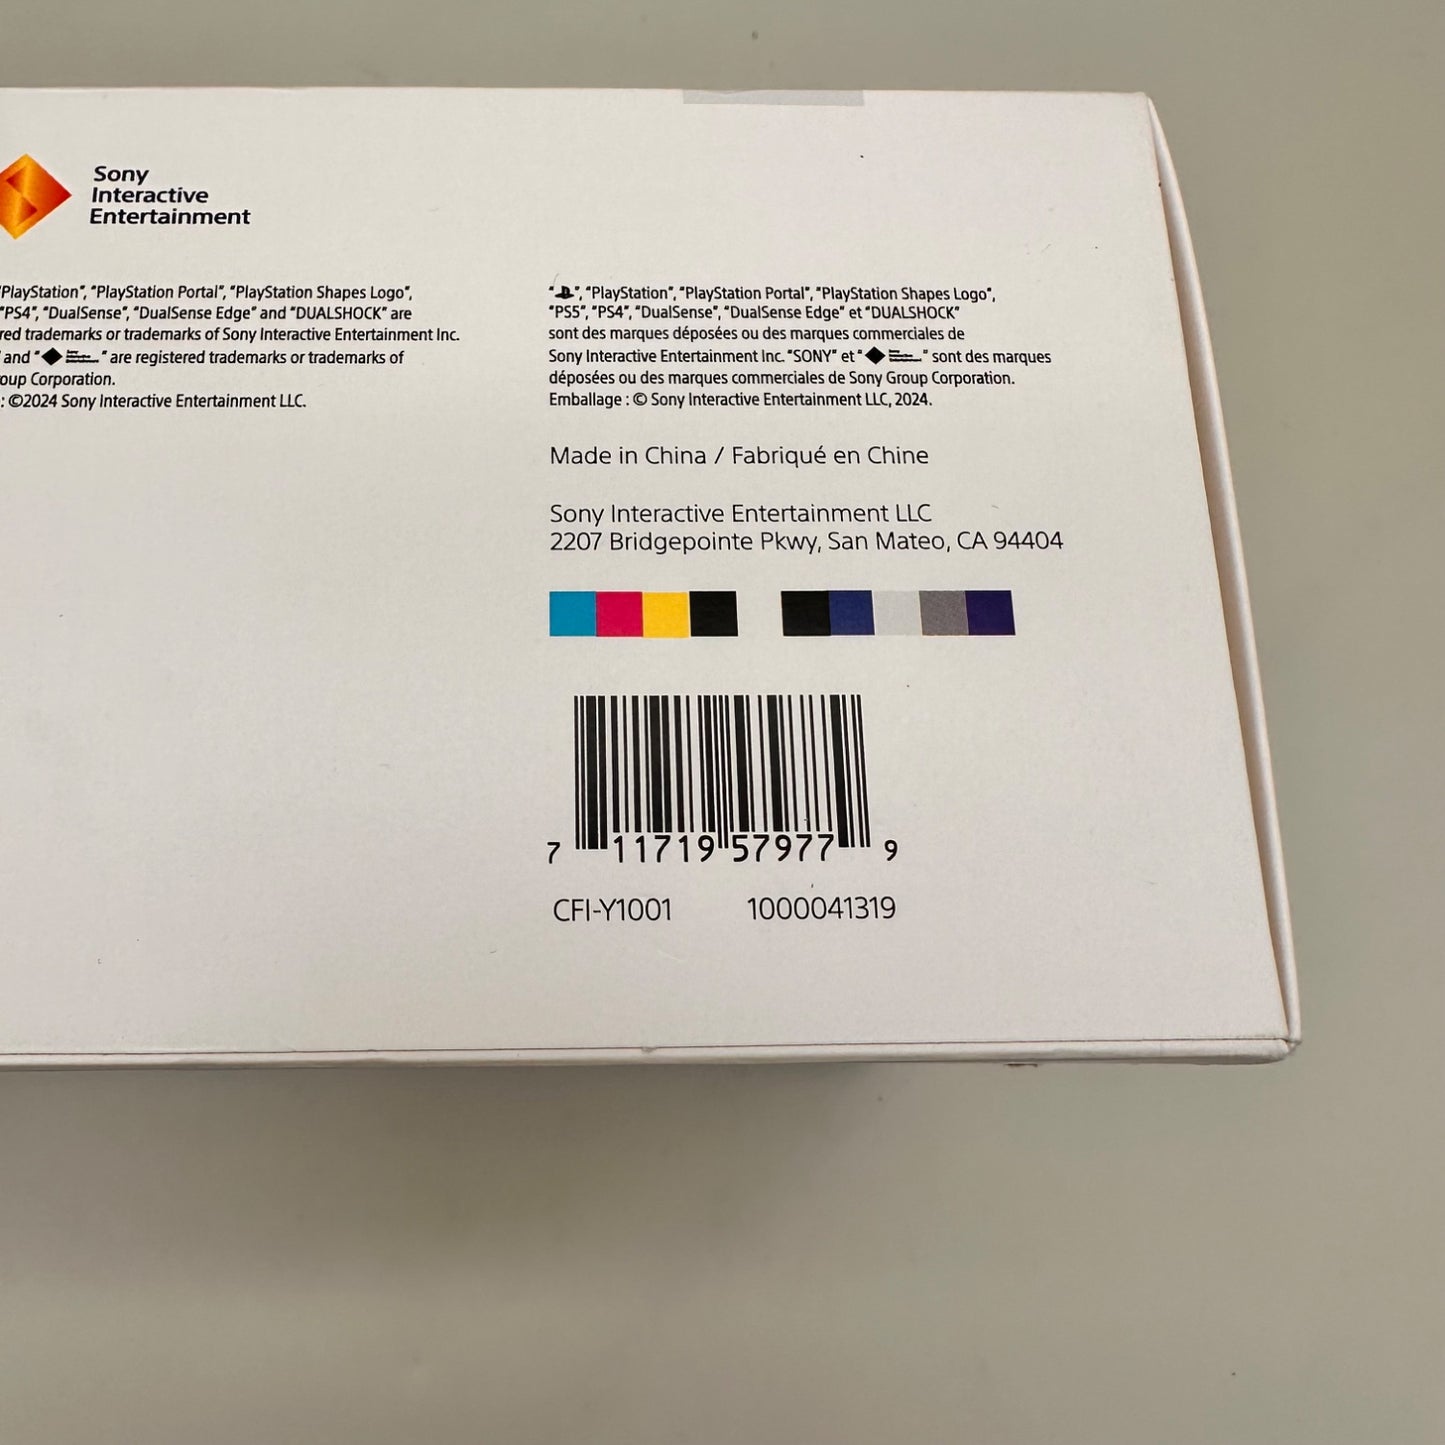 Sony
Interactive
Entertainment
"PlayStation", "PlayStation Portal", "PlayStation Shapes Logo",
"PS4", "DualSense", "DualSense Edge" and "DUALSHOCK" are
red trademarks or trademarks of Sony Interactive Entertainment Inc.
" and " " are registered trademarks or trademarks of
oup Corporation.
: ©2024 Sony Interactive Entertainment LLC.
" ", "PlayStation", "PlayStation Portal", "PlayStation Shapes Logo",
"PS5", "PS4", "DualSense", "DualSense Edge" et "DUALSHOCK"
sont des marques déposées ou des marques commerciales de
Sony Interactive Entertainment Inc. "SONY" et " " sont des marques
déposées ou des marques commerciales de Sony Group Corporation.
Emballage : © Sony Interactive Entertainment LLC, 2024.
Made in China / Fabriqué en Chine
Sony Interactive Entertainment LLC
2207 Bridgepointe Pkwy, San Mateo, CA 94404
7 11719 57977 9
CFI-Y1001 1000041319